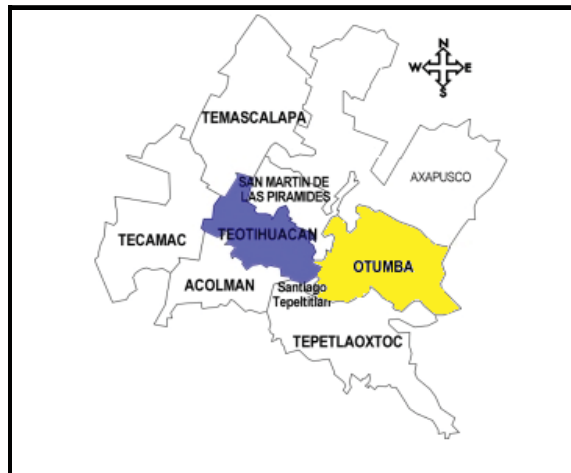 N
W E
S
TEMASCALAPA
AXAPUSCO
SAN MARTIN DE
LAS PIRAMIDES
TEOTIHUACAN
TECAMAC
OTUMBA
ACOLMAN
Santiago
Tepeltitlan
TEPETLAOXTOC